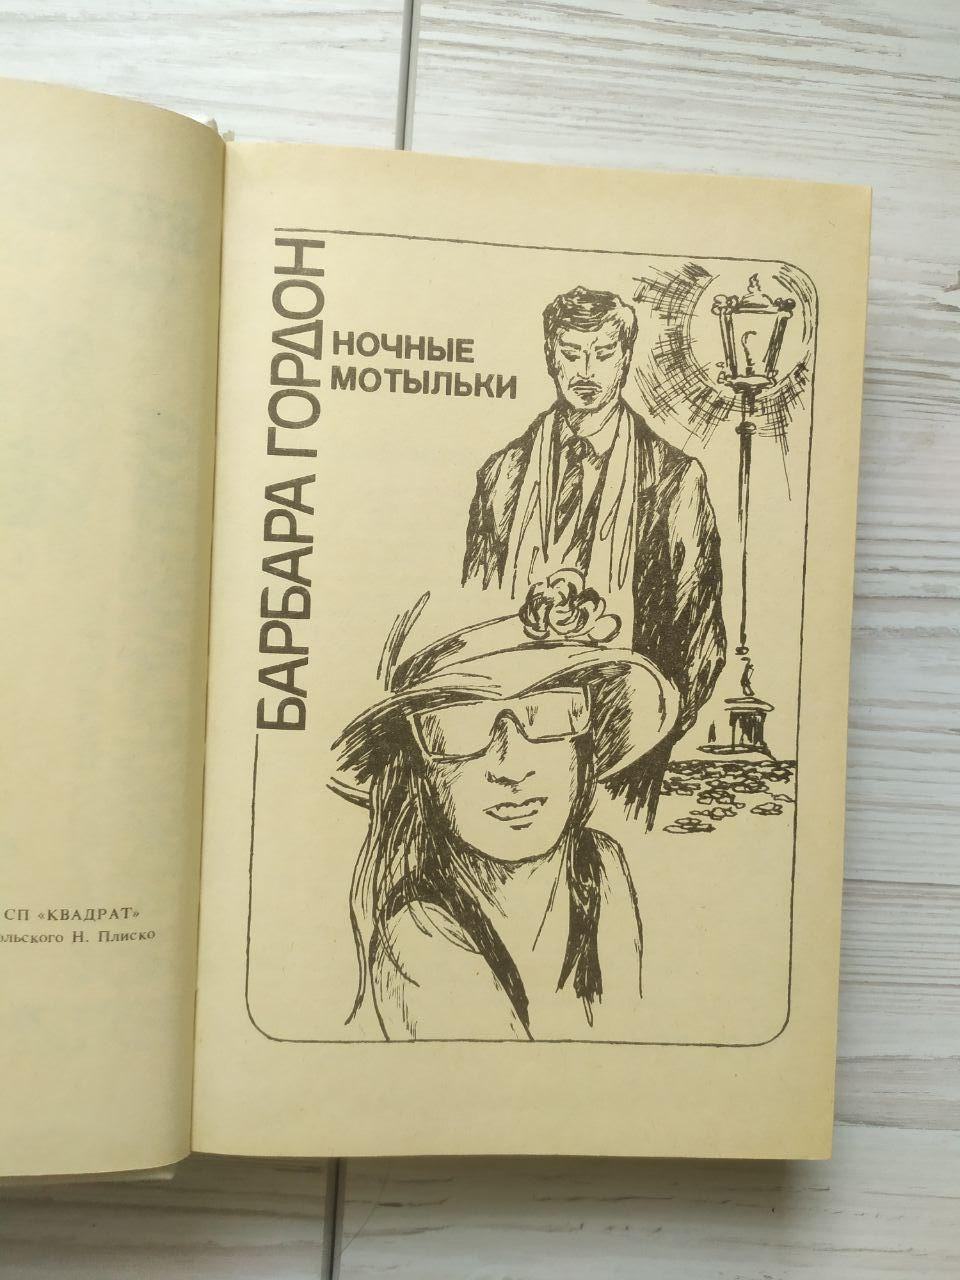 БАРБАРА ГОРДОН
НОЧНЫЕ
МОТЫЛЬКИ
СП «КВАДРАТ»
Н. Плиско